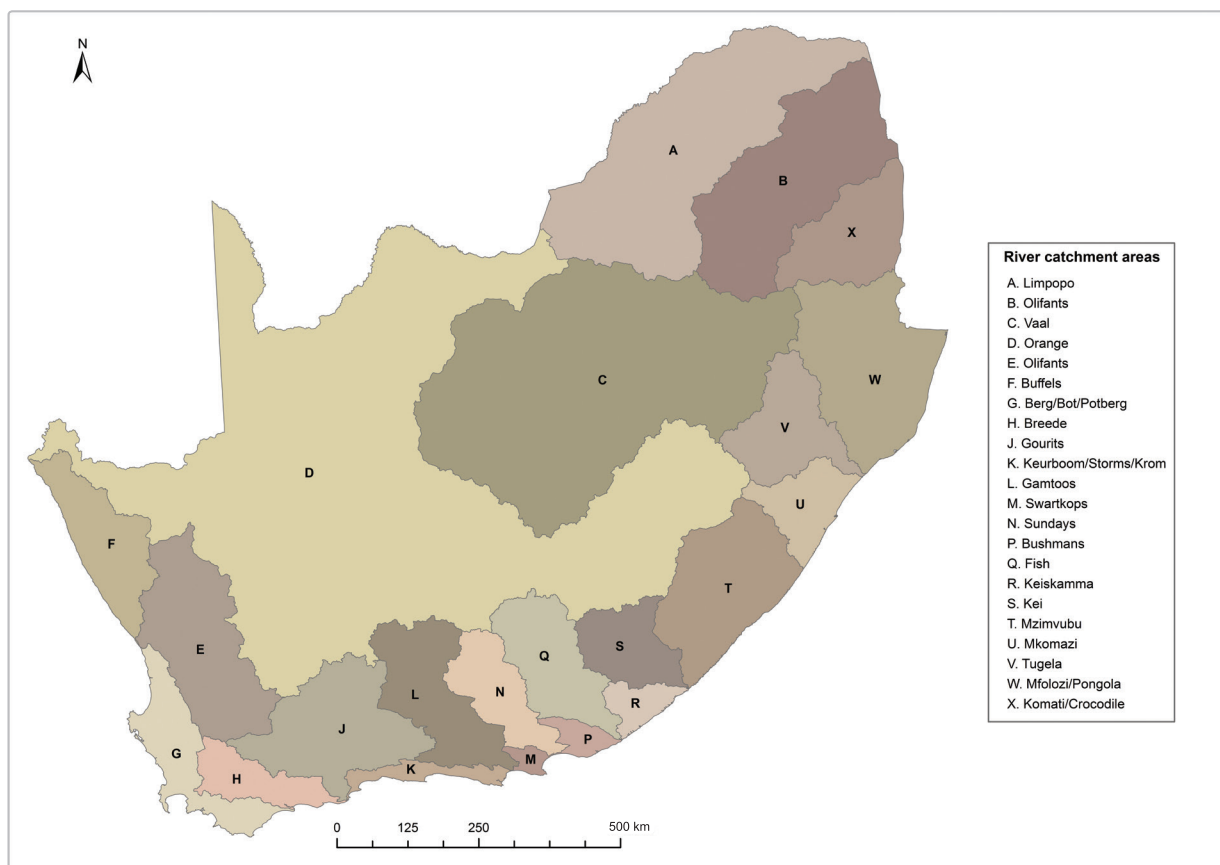 N
A
B
X
River catchment areas
A. Limpopo
B. Olifants
C. Vaal
D. Orange
E. Olifants
F. Buffels
G. Berg/Bot/Potberg
H. Breede
J. Gourits
K. Keurboom/Storms/Krom
L. Gamtoos
M. Swartkops
N. Sundays
P. Bushmans
Q. Fish
R. Keiskamma
S. Kei
T. Mzimvubu
U. Mkomazi
V. Tugela
W. Mfolozi/Pongola
X. Komati/Crocodile
C
W
V
D
U
F
T
S
E
Q
L
N
R
J
P
G
M
K
H
0 125 250 500 km